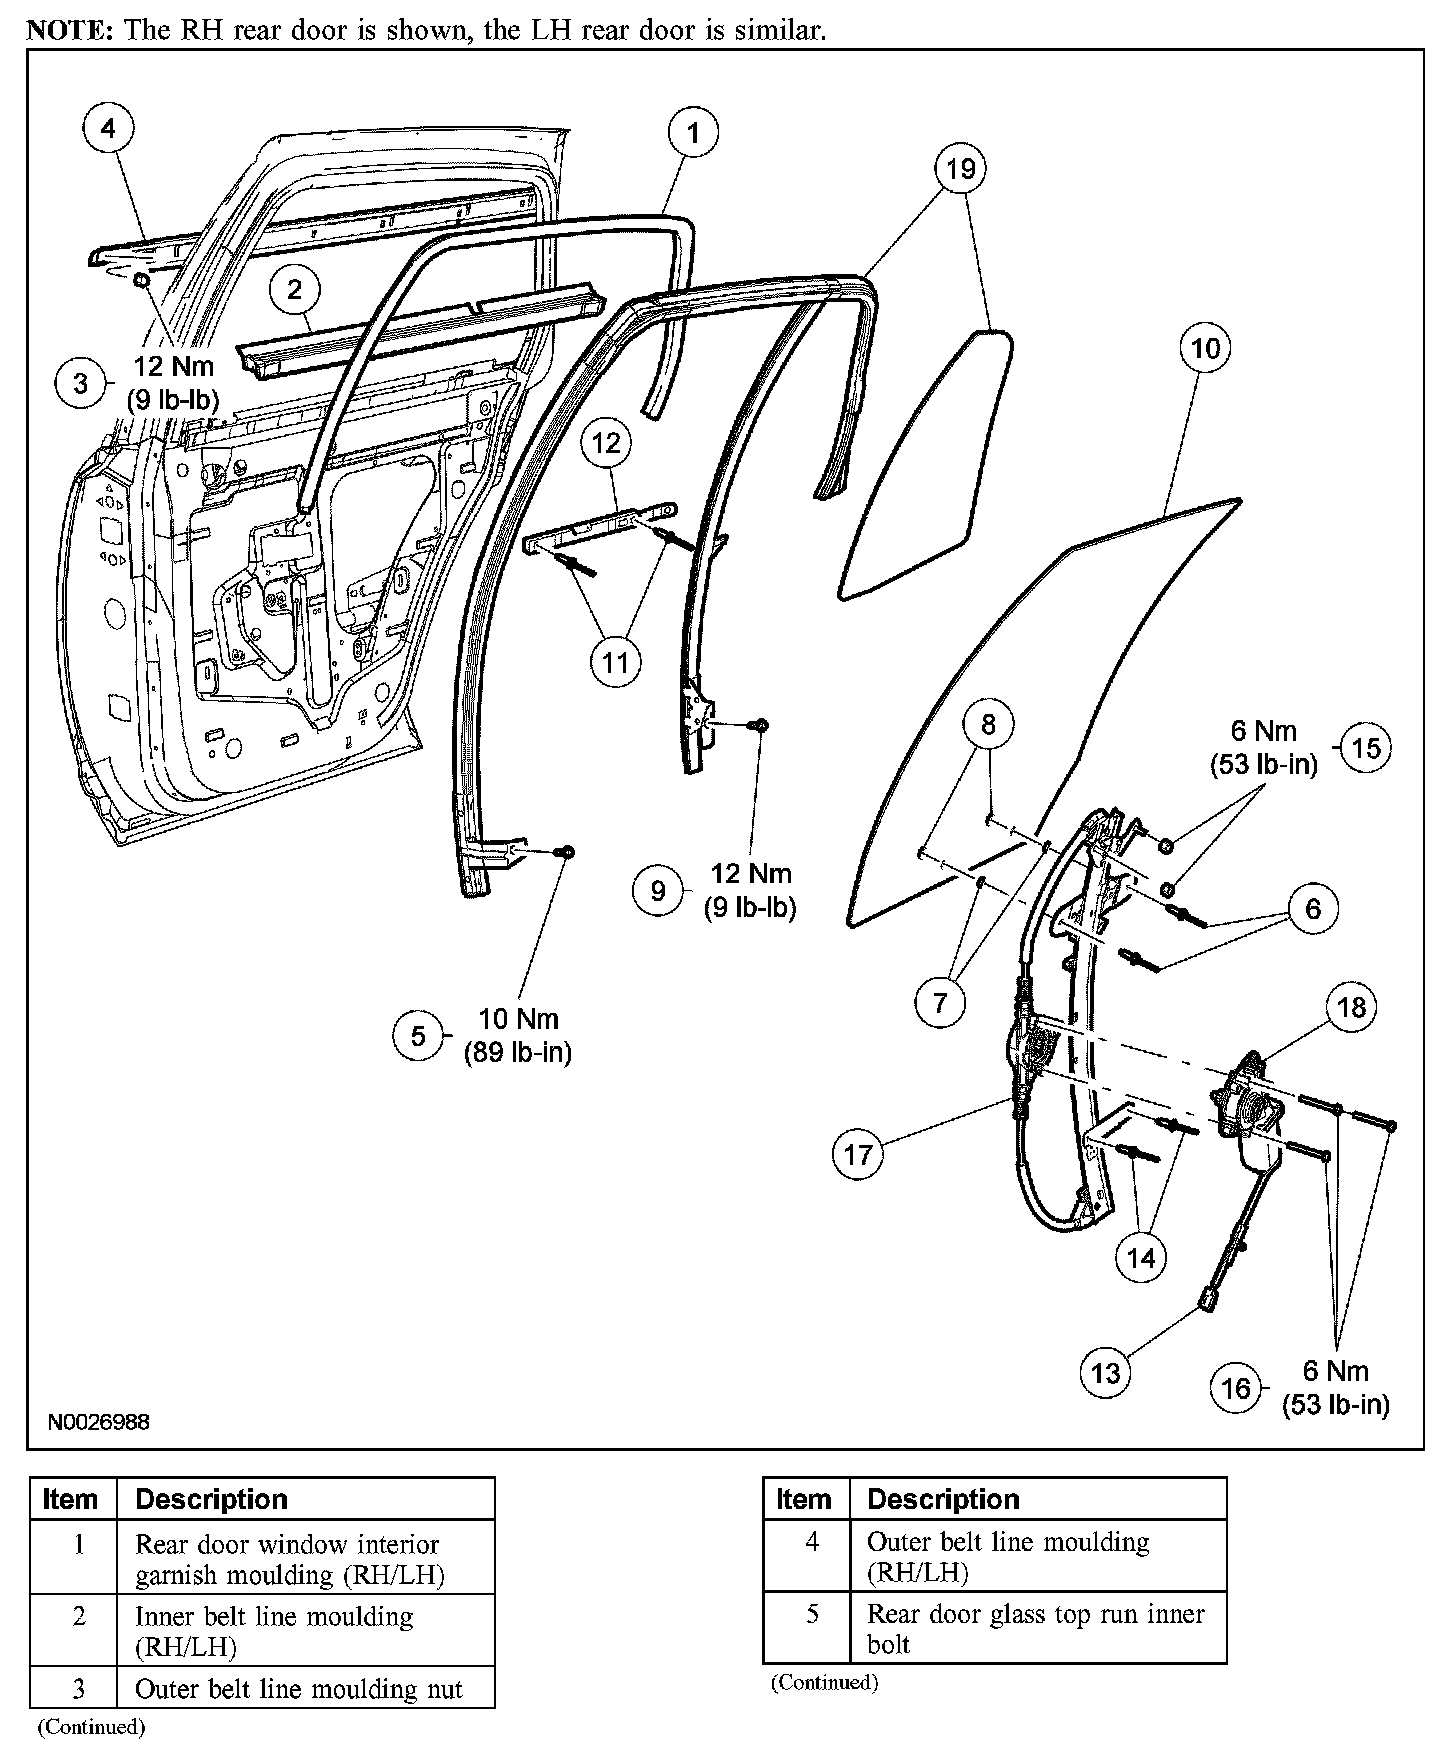 NOTE: The RH rear door is shown, the LH rear door is similar.
4
1
19
2
10
3
12 Nm
(9 lb-lb)
12
11
8
6 Nm
(53 lb-in)
15
9
12 Nm
(9 lb-lb)
6
7
5
10 Nm
(89 lb-in)
18
17
14
13
16
6 Nm
(53 lb-in)
N0026988
Item Description
1 Rear door window interior
garnish moulding (RH/LH)
2 Inner belt line moulding
(RH/LH)
3 Outer belt line moulding nut
(Continued)
Item Description
4 Outer belt line moulding
(RH/LH)
5 Rear door glass top run inner
bolt
(Continued)